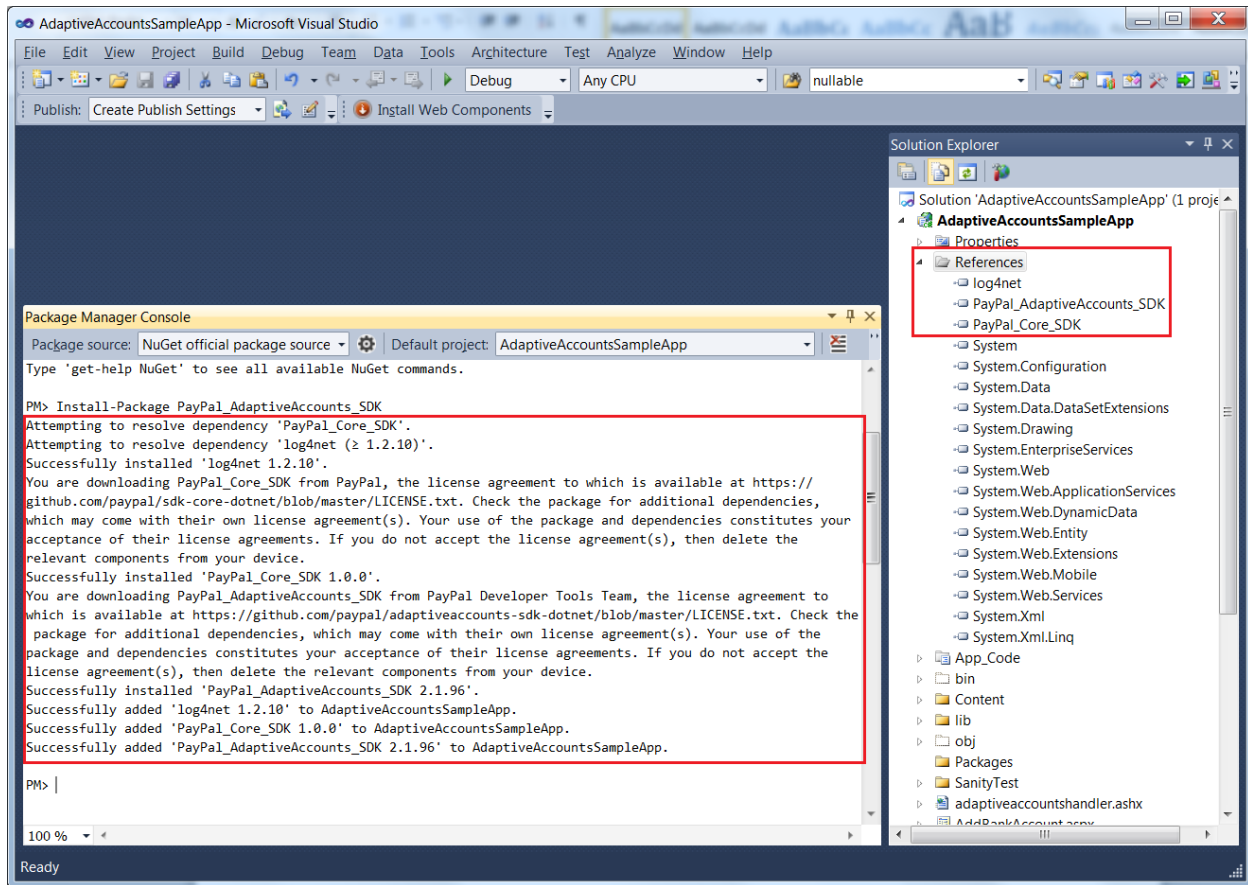 AdaptiveAccountsSampleApp - Microsoft Visual Studio
File Edit View Project Build Debug Team Data Tools Architecture Test Analyze Window Help
Debug Any CPU nullable
Publish: Create Publish Settings Install Web Components
Solution Explorer
Solution 'AdaptiveAccountsSampleApp' (1 proje
AdaptiveAccountsSampleApp
Properties
References
log4net
PayPal_AdaptiveAccounts_SDK
PayPal_Core_SDK
System
System.Configuration
System.Data
System.Data.DataSetExtensions
System.Drawing
System.EnterpriseServices
System.Web
System.Web.ApplicationServices
System.Web.DynamicData
System.Web.Entity
System.Web.Extensions
System.Web.Mobile
System.Web.Services
System.Xml
System.Xml.Linq
App_Code
bin
Content
lib
obj
Packages
SanityTest
adaptiveaccountshandler.ashx
AddBankAccount.aspx
Package Manager Console
Package source: NuGet official package source Default project: AdaptiveAccountsSampleApp
Type 'get-help NuGet' to see all available NuGet commands.
PM> Install-Package PayPal_AdaptiveAccounts_SDK
Attempting to resolve dependency 'PayPal_Core_SDK'.
Attempting to resolve dependency 'log4net (≥ 1.2.10)'.
Successfully installed 'log4net 1.2.10'.
You are downloading PayPal_Core_SDK from PayPal, the license agreement to which is available at https://
github.com/paypal/sdk-core-dotnet/blob/master/LICENSE.txt. Check the package for additional dependencies,
which may come with their own license agreement(s). Your use of the package and dependencies constitutes your
acceptance of their license agreements. If you do not accept the license agreement(s), then delete the
relevant components from your device.
Successfully installed 'PayPal_Core_SDK 1.0.0'.
You are downloading PayPal_AdaptiveAccounts_SDK from PayPal Developer Tools Team, the license agreement to
which is available at https://github.com/paypal/adaptiveaccounts-sdk-dotnet/blob/master/LICENSE.txt. Check the
package for additional dependencies, which may come with their own license agreement(s). Your use of the
package and dependencies constitutes your acceptance of their license agreements. If you do not accept the
license agreement(s), then delete the relevant components from your device.
Successfully installed 'PayPal_AdaptiveAccounts_SDK 2.1.96'.
Successfully added 'log4net 1.2.10' to AdaptiveAccountsSampleApp.
Successfully added 'PayPal_Core_SDK 1.0.0' to AdaptiveAccountsSampleApp.
Successfully added 'PayPal_AdaptiveAccounts_SDK 2.1.96' to AdaptiveAccountsSampleApp.
PM>
100 %
Ready